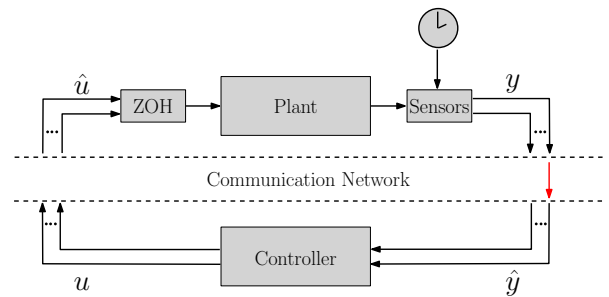 û
y
ZOH
Plant
Sensors
...
...
Communication Network
...
...
Controller
u
ŷ